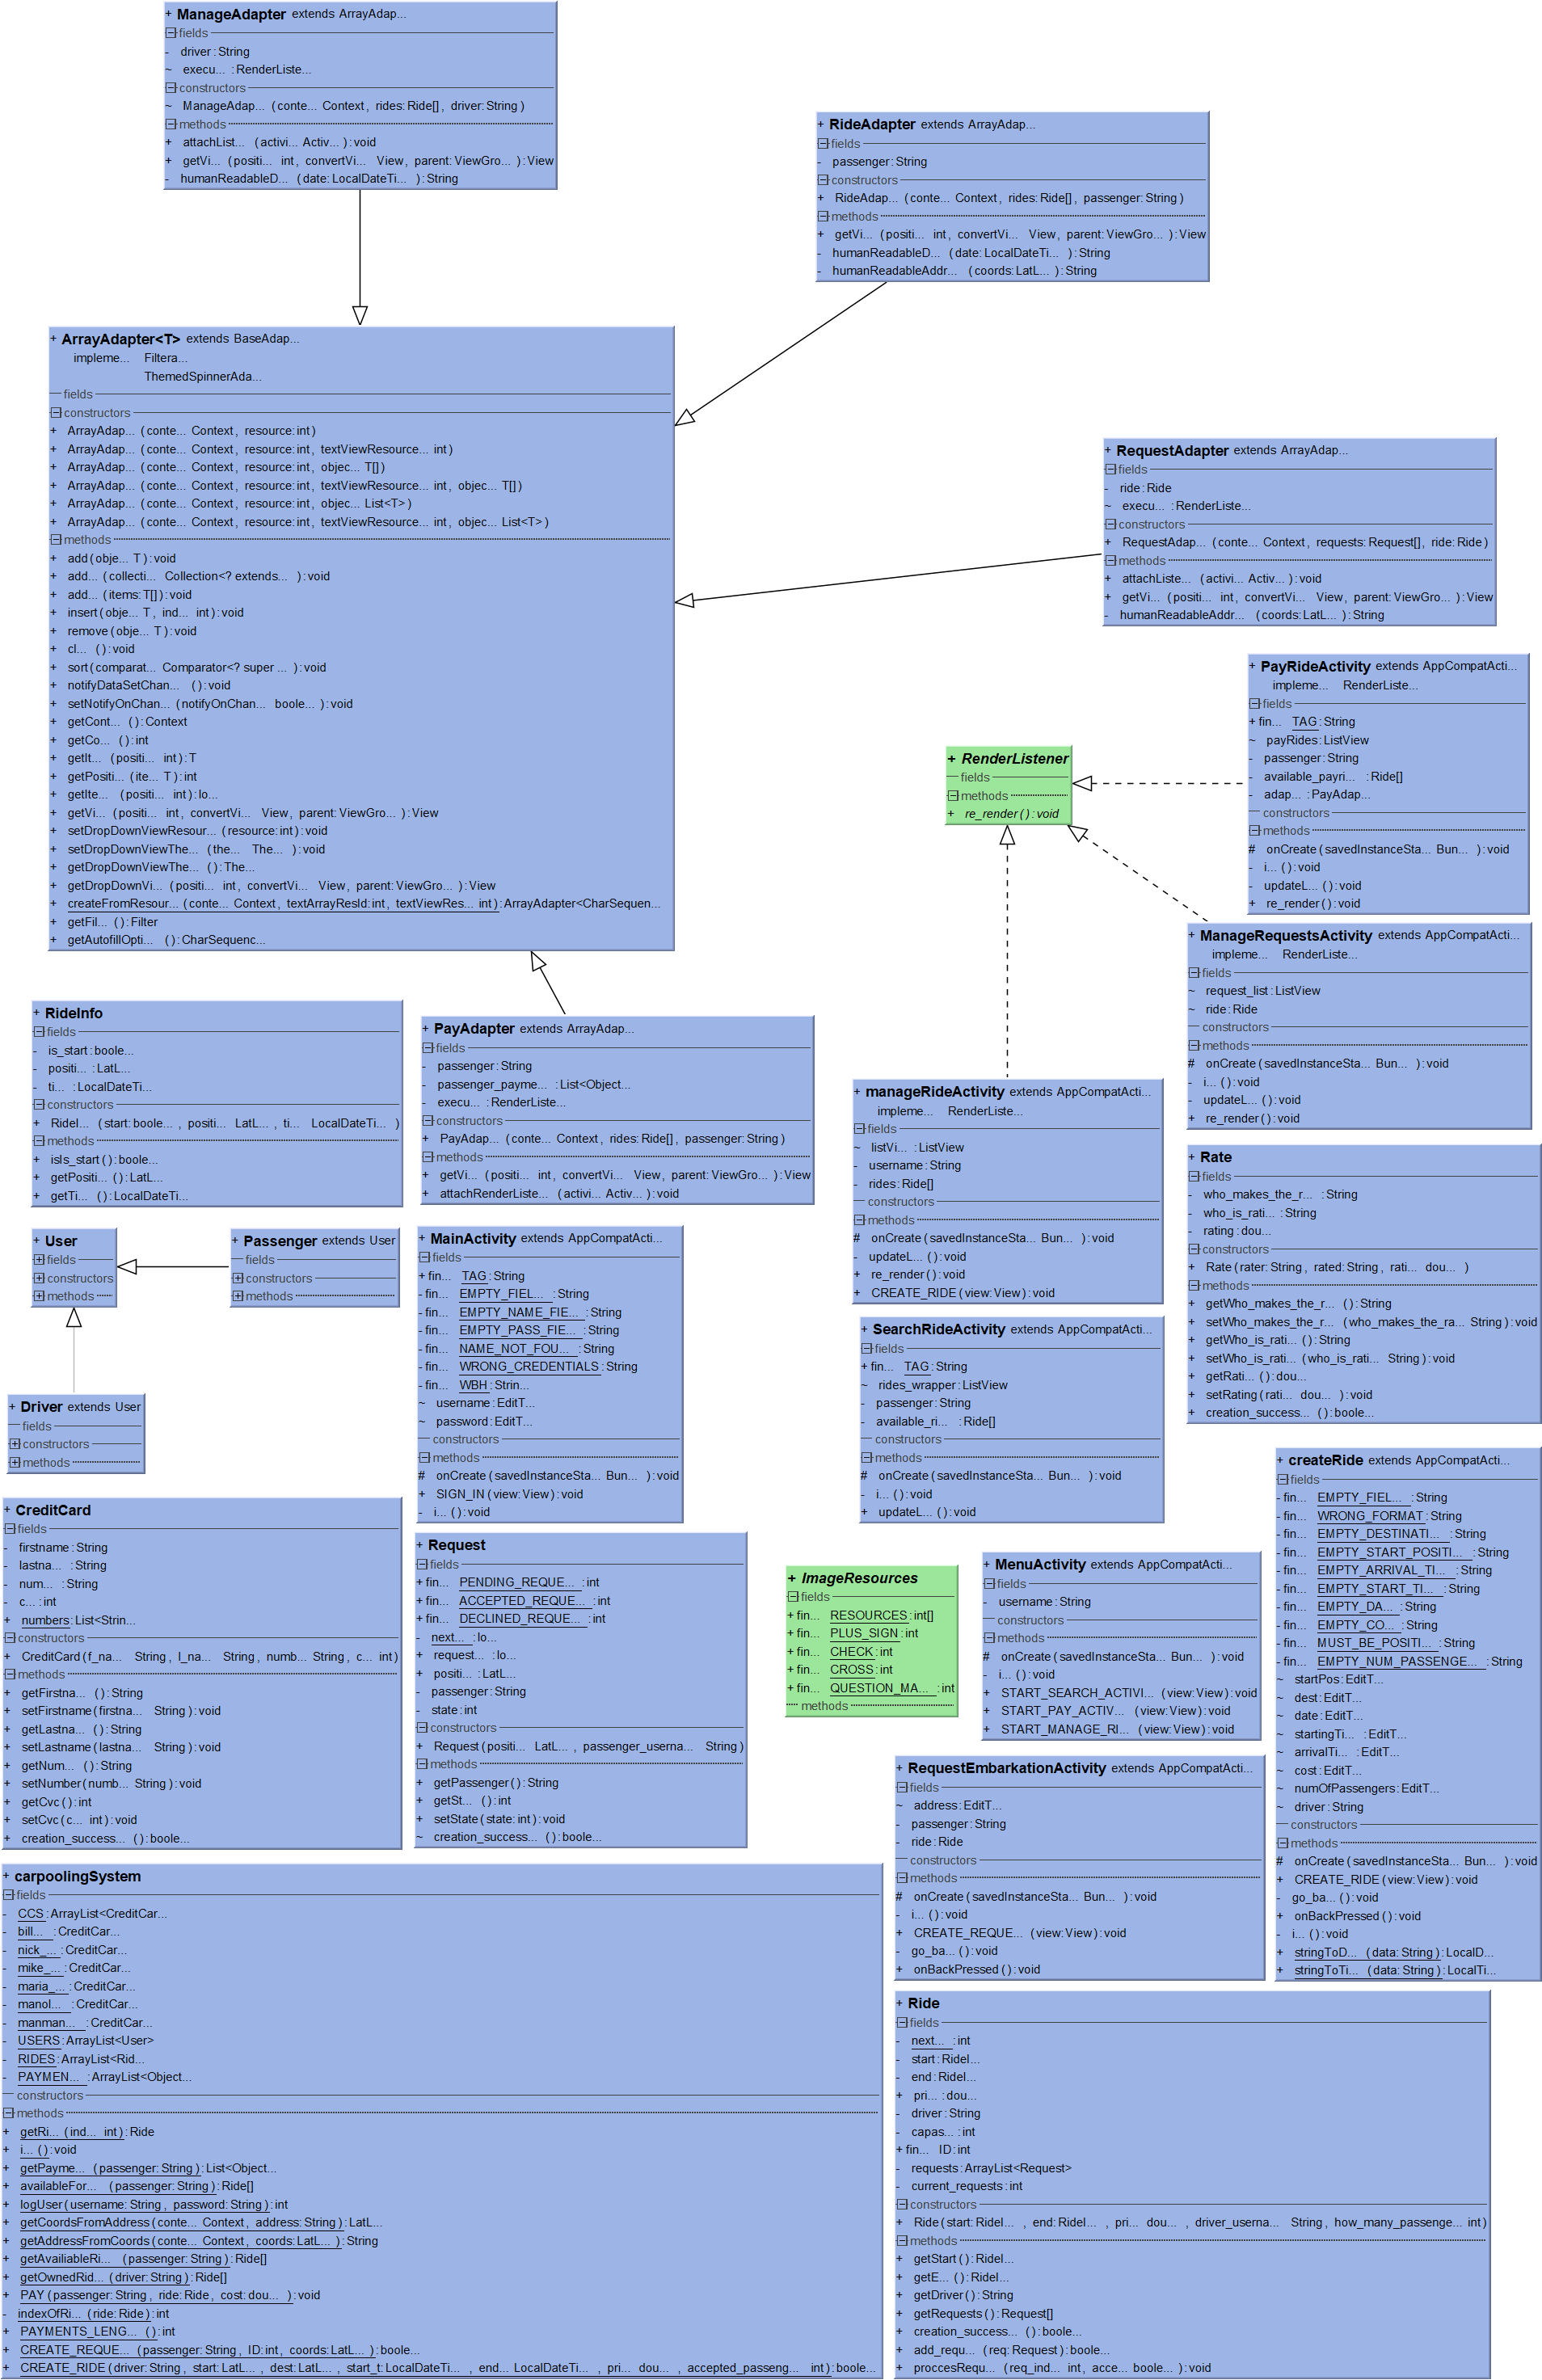 + ManageAdapter extends ArrayAdap...
fields
- driver:String
~ execu... :RenderListe...
constructors
~ ManageAdap... (conte... Context, rides:Ride[], driver:String)
methods
+ attachList... (activi... Activ...):void
+ getVi... (positi... int, convertVi... View, parent:ViewGro...):View
- humanReadableD... (date:LocalDateTi...):String
+ RideAdapter extends ArrayAdap...
fields
- passenger:String
constructors
+ RideAdap... (conte... Context, rides:Ride[], passenger:String)
methods
+ getVi... (positi... int, convertVi... View, parent:ViewGro...):View
- humanReadableD... (date:LocalDateTi...):String
- humanReadableAddr... (coords:LatL...):String
+ ArrayAdapter<T> extends BaseAdap...
impleme... Filtera...
ThemedSpinnerAda...
fields
constructors
+ ArrayAdap... (conte... Context, resource:int)
+ ArrayAdap... (conte... Context, resource:int, textViewResource... int)
+ ArrayAdap... (conte... Context, resource:int, objec... T[])
+ ArrayAdap... (conte... Context, resource:int, textViewResource... int, objec... T[])
+ ArrayAdap... (conte... Context, resource:int, objec... List<T>)
+ ArrayAdap... (conte... Context, resource:int, textViewResource... int, objec... List<T>)
methods
+ add(obje... T):void
+ add... (collecti... Collection<? extends... ):void
+ add... (items:T[]):void
+ insert(obje... T, ind... int):void
+ remove(obje... T):void
+ cl... ():void
+ sort(comparat... Comparator<? super ... ):void
+ notifyDataSetChan... ():void
+ setNotifyOnChan... (notifyOnChan... boole...):void
+ getCont... ():Context
+ getCo... ():int
+ getIt... (positi... int):T
+ getPositi... (ite... T):int
+ getIte... (positi... int):lo...
+ getVi... (positi... int, convertVi... View, parent:ViewGro...):View
+ setDropDownViewResour... (resource:int):void
+ setDropDownViewThe... (the... The... ):void
+ getDropDownViewThe... ():The...
+ getDropDownVi... (positi... int, convertVi... View, parent:ViewGro...):View
+ createFromResour... (conte... Context, textArrayResId:int, textViewRes... int):ArrayAdapter<CharSequen...
+ getFil... ():Filter
+ getAutofillOpti... ():CharSequenc...
+ RequestAdapter extends ArrayAdap...
fields
- ride:Ride
~ execu... :RenderListe...
constructors
+ RequestAdap... (conte... Context, requests:Request[], ride:Ride)
methods
+ attachListe... (activi... Activ...):void
+ getVi... (positi... int, convertVi... View, parent:ViewGro...):View
- humanReadableAddr... (coords:LatL...):String
+ PayRideActivity extends AppCompatActi...
impleme... RenderListe...
fields
+ fin... TAG:String
~ payRides:ListView
- passenger:String
- available_payri... :Ride[]
- adap... :PayAdap...
constructors
methods
# onCreate(savedInstanceSta... Bun... ):void
- i... ():void
- updateL... ():void
+ re_render():void
+ RenderListener
fields
methods
+ re_render():void
+ ManageRequestsActivity extends AppCompatActi...
impleme... RenderListe...
fields
~ request_list:ListView
~ ride:Ride
constructors
methods
# onCreate(savedInstanceSta... Bun... ):void
- i... ():void
- updateL... ():void
+ re_render():void
+ RideInfo
fields
- is_start:boole...
- positi... :LatL...
- ti... :LocalDateTi...
constructors
+ RideI... (start:boole... , positi... LatL... , ti... LocalDateTi... )
methods
+ isIs_start():boole...
+ getPositi... ():LatL...
+ getTi... ():LocalDateTi...
+ PayAdapter extends ArrayAdap...
fields
- passenger:String
- passenger_payme... :List<Object...
- execu... :RenderListe...
constructors
+ PayAdap... (conte... Context, rides:Ride[], passenger:String)
methods
+ getVi... (positi... int, convertVi... View, parent:ViewGro...):View
+ attachRenderListe... (activi... Activ...):void
+ manageRideActivity extends AppCompatActi...
impleme... RenderListe...
fields
~ listVi... :ListView
- username:String
- rides:Ride[]
constructors
methods
# onCreate(savedInstanceSta... Bun... ):void
- updateL... ():void
+ re_render():void
+ CREATE_RIDE(view:View):void
+ Rate
fields
- who_makes_the_r... :String
- who_is_rati... :String
- rating:dou...
constructors
+ Rate(rater:String, rated:String, rati... dou... )
methods
+ getWho_makes_the_r... ():String
+ setWho_makes_the_r... (who_makes_the_ra... String):void
+ getWho_is_rati... ():String
+ setWho_is_rati... (who_is_rati... String):void
+ getRati... ():dou...
+ setRating(rati... dou... ):void
+ creation_success... ():boole...
+ User
fields
constructors
methods
+ Passenger extends User
fields
constructors
methods
+ Driver extends User
fields
constructors
methods
+ MainActivity extends AppCompatActi...
fields
+ fin... TAG:String
- fin... EMPTY_FIEL... :String
- fin... EMPTY_NAME_FIE... :String
- fin... EMPTY_PASS_FIE... :String
- fin... NAME_NOT_FOU... :String
- fin... WRONG_CREDENTIALS:String
- fin... WBH:Strin...
~ username:EditT...
~ password:EditT...
constructors
methods
# onCreate(savedInstanceSta... Bun... ):void
+ SIGN_IN(view:View):void
- i... ():void
+ SearchRideActivity extends AppCompatActi...
fields
+ fin... TAG:String
~ rides_wrapper:ListView
- passenger:String
- available_ri... :Ride[]
constructors
methods
# onCreate(savedInstanceSta... Bun... ):void
- i... ():void
+ updateL... ():void
+ createRide extends AppCompatActi...
fields
- fin... EMPTY_FIEL... :String
- fin... WRONG_FORMAT:String
- fin... EMPTY_DESTINATI... :String
- fin... EMPTY_START_POSITI... :String
- fin... EMPTY_ARRIVAL_TI... :String
- fin... EMPTY_START_TI... :String
- fin... EMPTY_DA... :String
- fin... EMPTY_CO... :String
- fin... MUST_BE_POSITI... :String
- fin... EMPTY_NUM_PASSENGE... :String
~ startPos:EditT...
~ dest:EditT...
~ date:EditT...
~ startingTi... :EditT...
~ arrivalTi... :EditT...
~ cost:EditT...
~ numOfPassengers:EditT...
~ driver:String
constructors
methods
# onCreate(savedInstanceSta... Bun... ):void
+ CREATE_RIDE(view:View):void
- go_ba... ():void
+ onBackPressed():void
- i... ():void
+ stringToD... (data:String):LocalD...
+ stringToTi... (data:String):LocalTi...
+ CreditCard
fields
- firstname:String
- lastna... :String
- num... :String
- c... :int
+ numbers:List<Strin...
constructors
+ CreditCard(f_na... String, l_na... String, numb... String, c... int)
methods
+ getFirstna... ():String
+ setFirstname(firstna... String):void
+ getLastna... ():String
+ setLastname(lastna... String):void
+ getNum... ():String
+ setNumber(numb... String):void
+ getCvc():int
+ setCvc(c... int):void
+ creation_success... ():boole...
+ Request
fields
+ fin... PENDING_REQUE... :int
+ fin... ACCEPTED_REQUE... :int
+ fin... DECLINED_REQUE... :int
- next... :lo...
+ request... :lo...
+ positi... :LatL...
- passenger:String
- state:int
constructors
+ Request(positi... LatL... , passenger_userna... String)
methods
+ getPassenger():String
+ getSt... ():int
+ setState(state:int):void
~ creation_success... ():boole...
+ ImageResources
fields
+ fin... RESOURCES:int[]
+ fin... PLUS_SIGN:int
+ fin... CHECK:int
+ fin... CROSS:int
+ fin... QUESTION_MA... :int
methods
+ MenuActivity extends AppCompatActi...
fields
- username:String
constructors
methods
# onCreate(savedInstanceSta... Bun... ):void
- i... ():void
+ START_SEARCH_ACTIVI... (view:View):void
+ START_PAY_ACTIV... (view:View):void
+ START_MANAGE_RI... (view:View):void
+ RequestEmbarkationActivity extends AppCompatActi...
fields
~ address:EditT...
- passenger:String
- ride:Ride
constructors
methods
# onCreate(savedInstanceSta... Bun... ):void
- i... ():void
+ CREATE_REQUE... (view:View):void
- go_ba... ():void
+ onBackPressed():void
+ carpoolingSystem
fields
- CCS:ArrayList<CreditCar...
- bill... :CreditCar...
- nick_... :CreditCar...
- mike_... :CreditCar...
- maria_... :CreditCar...
- manol... :CreditCar...
- manman... :CreditCar...
- USERS:ArrayList<User>
- RIDES:ArrayList<Rid...
- PAYMEN... :ArrayList<Object...
constructors
methods
+ getRi... (ind... int):Ride
+ i... ():void
+ getPayme... (passenger:String):List<Object...
+ availableFor... (passenger:String):Ride[]
+ logUser(username:String, password:String):int
+ getCoordsFromAddress(conte... Context, address:String):LatL...
+ getAddressFromCoords(conte... Context, coords:LatL...):String
+ getAvailiableRi... (passenger:String):Ride[]
+ getOwnedRid... (driver:String):Ride[]
+ PAY(passenger:String, ride:Ride, cost:dou... ):void
- indexOfRi... (ride:Ride):int
+ PAYMENTS_LENG... ():int
+ CREATE_REQUE... (passenger:String, ID:int, coords:LatL...):boole...
+ CREATE_RIDE(driver:String, start:LatL... , dest:LatL... , start_t:LocalDateTi... , end... LocalDateTi... , pri... dou... , accepted_passeng... int):boole...
+ Ride
fields
- next... :int
- start:RideI...
- end:RideI...
+ pri... :dou...
- driver:String
- capas... :int
+ fin... ID:int
- requests:ArrayList<Request>
- current_requests:int
constructors
+ Ride(start:RideI... , end:RideI... , pri... dou... , driver_userna... String, how_many_passenge... int)
methods
+ getStart():RideI...
+ getE... ():RideI...
+ getDriver():String
+ getRequests():Request[]
+ creation_success... ():boole...
+ add_requ... (req:Request):boole...
+ proccesRequ... (req_ind... int, acce... boole...):void